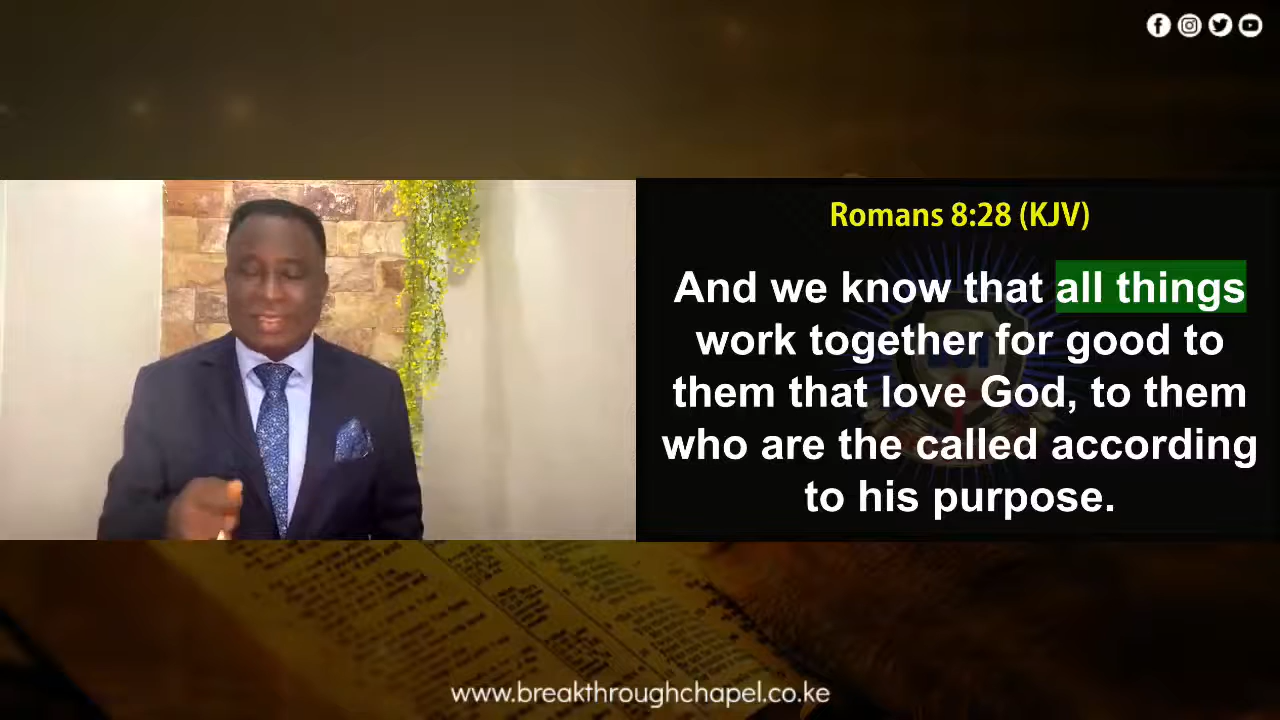 Romans 8:28 (KJV)
And we know that all things
work together for good to
them that love God, to them
who are the called according
to his purpose.
www.breakthroughchapel.co.ke